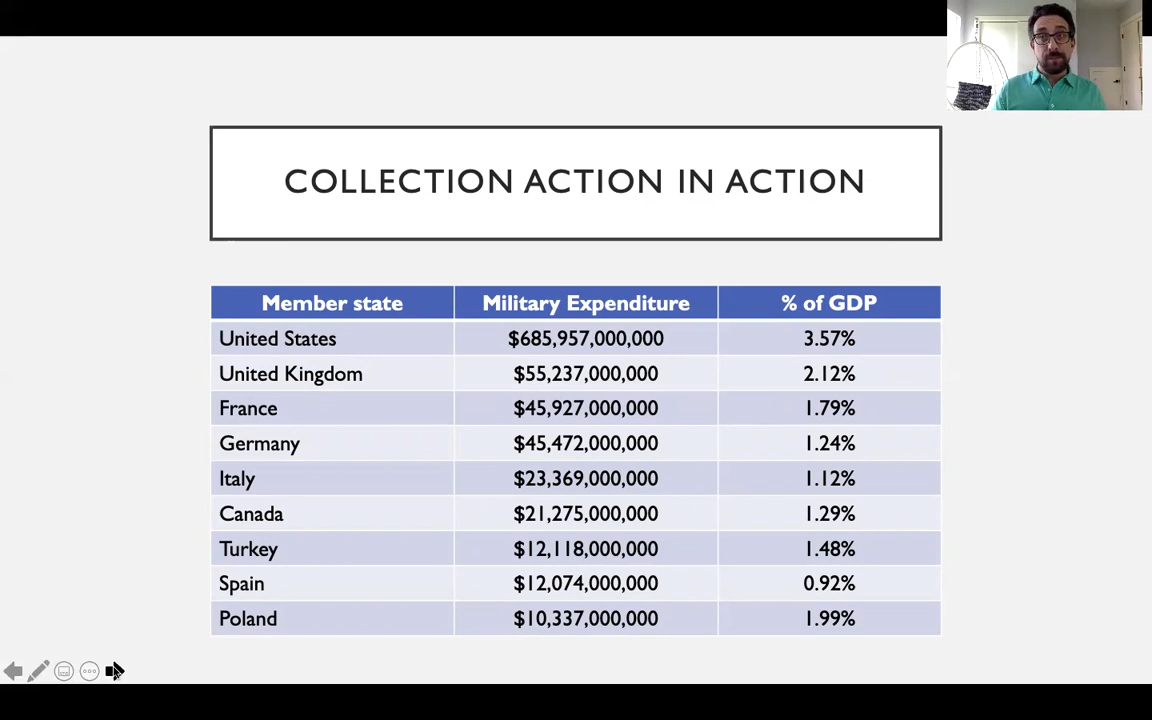 COLLECTION ACTION IN ACTION
Member state Military Expenditure % of GDP
United States $685,957,000,000 3.57%
United Kingdom $55,237,000,000 2.12%
France $45,927,000,000 1.79%
Germany $45,472,000,000 1.24%
Italy $23,369,000,000 1.12%
Canada $21,275,000,000 1.29%
Turkey $12,118,000,000 1.48%
Spain $12,074,000,000 0.92%
Poland $10,337,000,000 1.99%